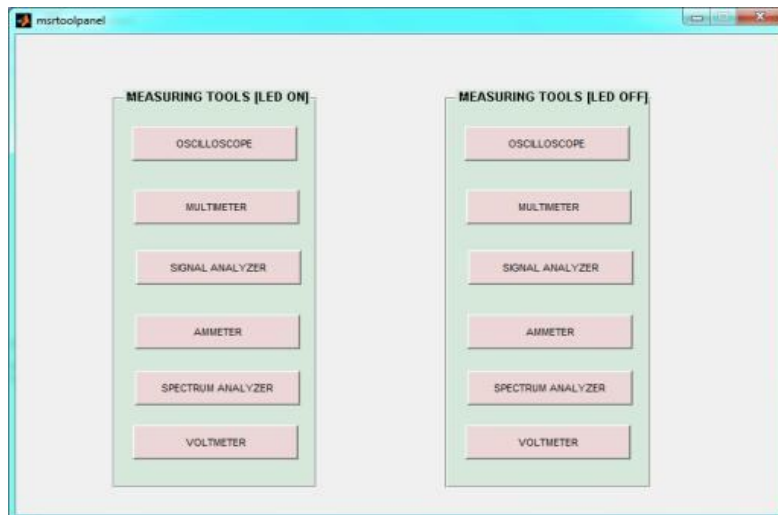 msrtoolpanel
MEASURING TOOLS [LED ON]
OSCILLOSCOPE
MULTIMETER
SIGNAL ANALYZER
AMMETER
SPECTRUM ANALYZER
VOLTMETER
MEASURING TOOLS [LED OFF]
OSCILLOSCOPE
MULTIMETER
SIGNAL ANALYZER
AMMETER
SPECTRUM ANALYZER
VOLTMETER